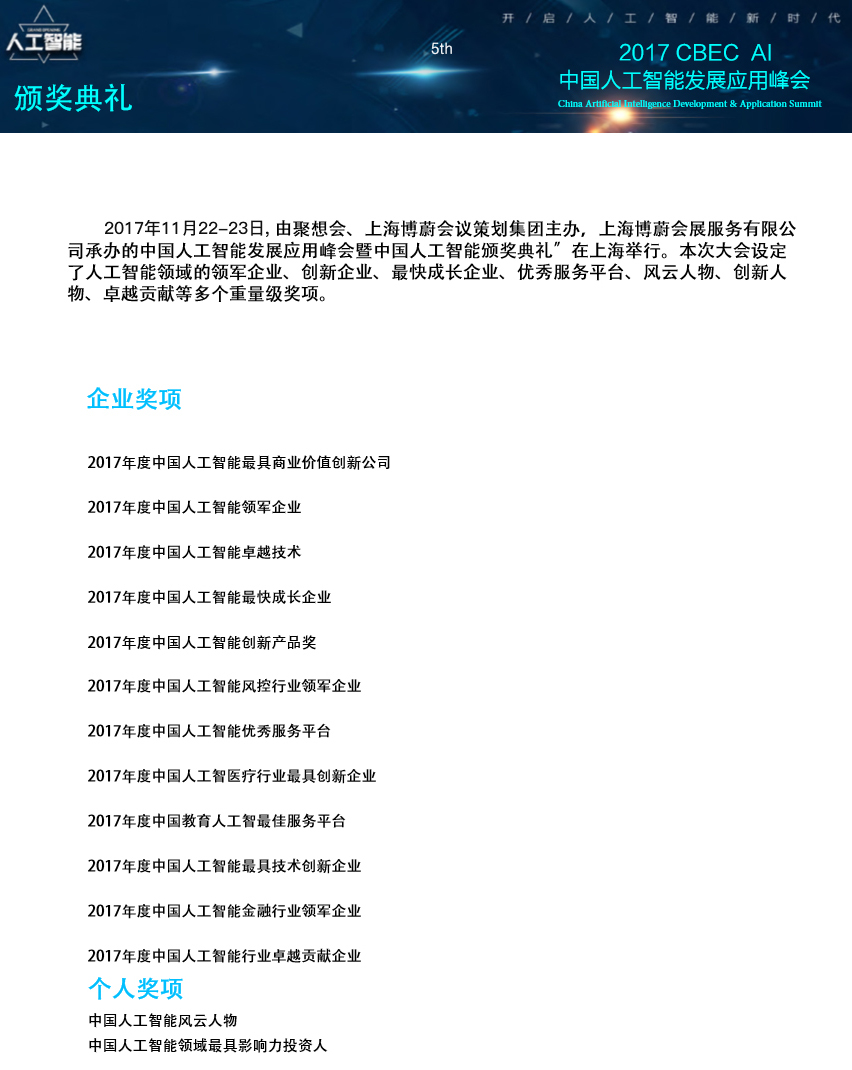 开 / 启 / 人 / 工 / 智 / 能 / 新 / 时 / 代
人工智能
5th
2017 CBEC AI
中国人工智能发展应用峰会
China Artificial Intelligence Development & Application Summit
颁奖典礼
2017年11月22-23日, 由聚想会、上海博蔚会议策划集团主办，上海博蔚会展服务有限公
司承办的中国人工智能发展应用峰会暨中国人工智能颁奖典礼”在上海举行。本次大会设定
了人工智能领域的领军企业、创新企业、最快成长企业、优秀服务平台、风云人物、创新人
物、卓越贡献等多个重量级奖项。
企业奖项
2017年度中国人工智能最具商业价值创新公司
2017年度中国人工智能领军企业
2017年度中国人工智能卓越技术
2017年度中国人工智能最快成长企业
2017年度中国人工智能创新产品奖
2017年度中国人工智能风控行业领军企业
2017年度中国人工智能优秀服务平台
2017年度中国人工智医疗行业最具创新企业
2017年度中国教育人工智最佳服务平台
2017年度中国人工智能最具技术创新企业
2017年度中国人工智能金融行业领军企业
2017年度中国人工智能行业卓越贡献企业
个人奖项
中国人工智能风云人物
中国人工智能领域最具影响力投资人